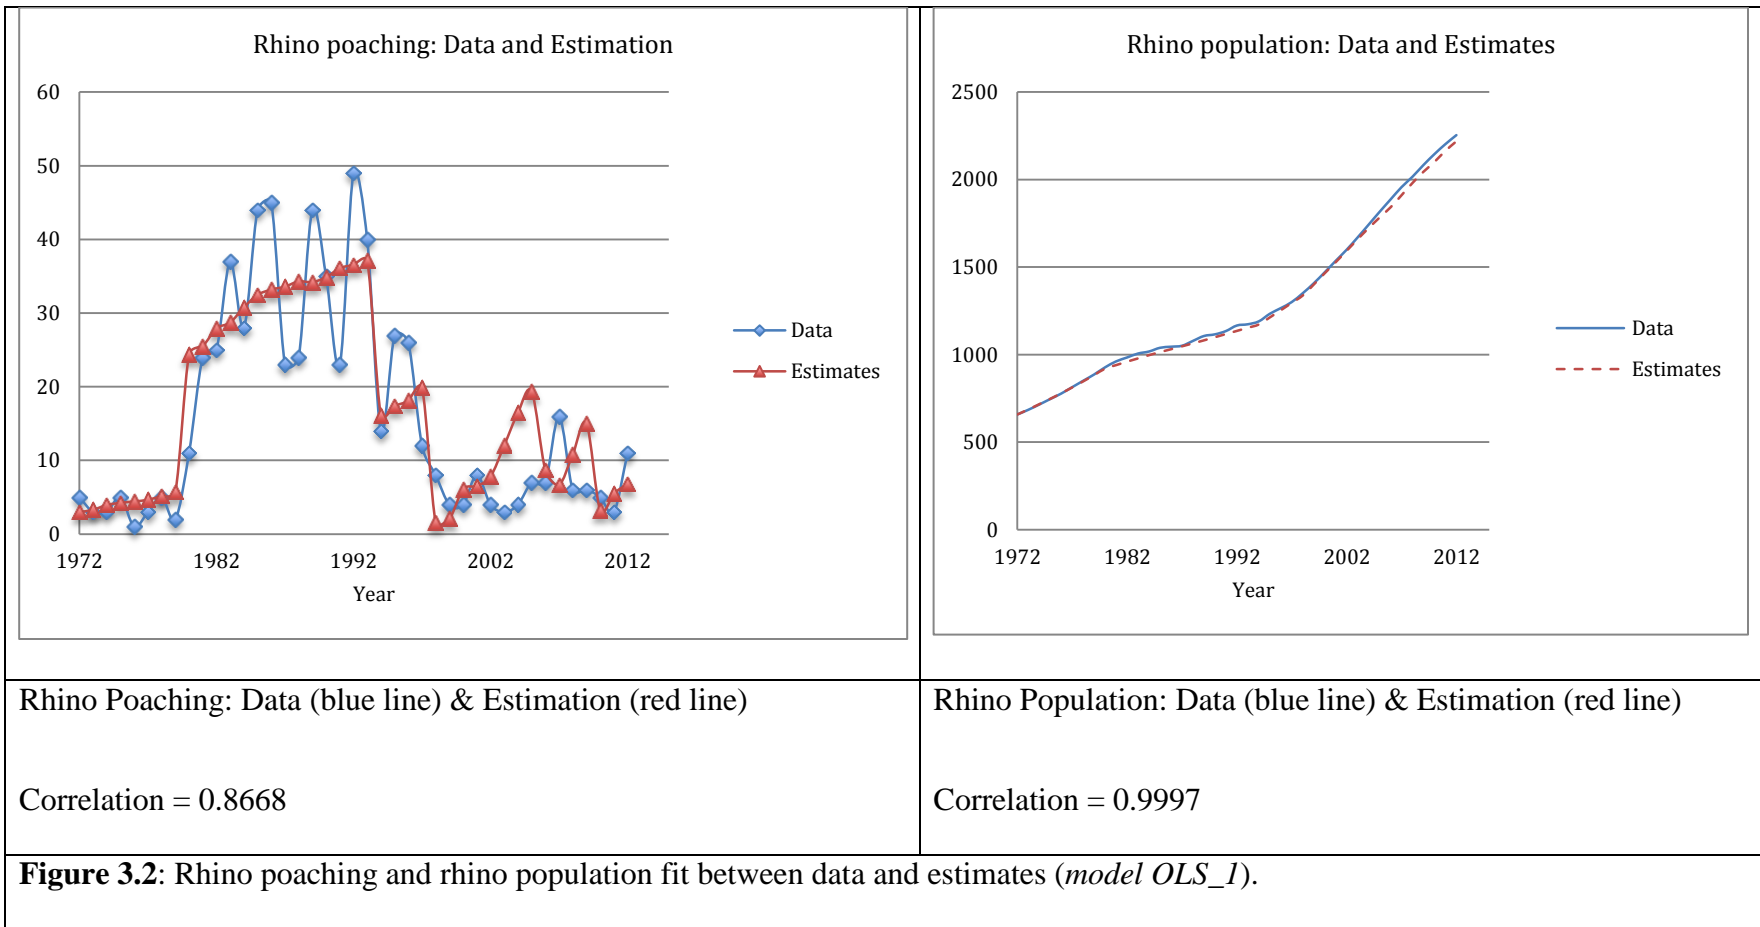 Rhino poaching: Data and Estimation
60
50
40
30
20
10
0
1972 1982 1992 2002 2012
Year
Data
Estimates
Rhino population: Data and Estimates
2500
2000
1500
1000
500
0
1972 1982 1992 2002 2012
Year
Data
Estimates
Rhino Poaching: Data (blue line) & Estimation (red line)
Correlation = 0.8668
Rhino Population: Data (blue line) & Estimation (red line)
Correlation = 0.9997
Figure 3.2: Rhino poaching and rhino population fit between data and estimates (model OLS_1).